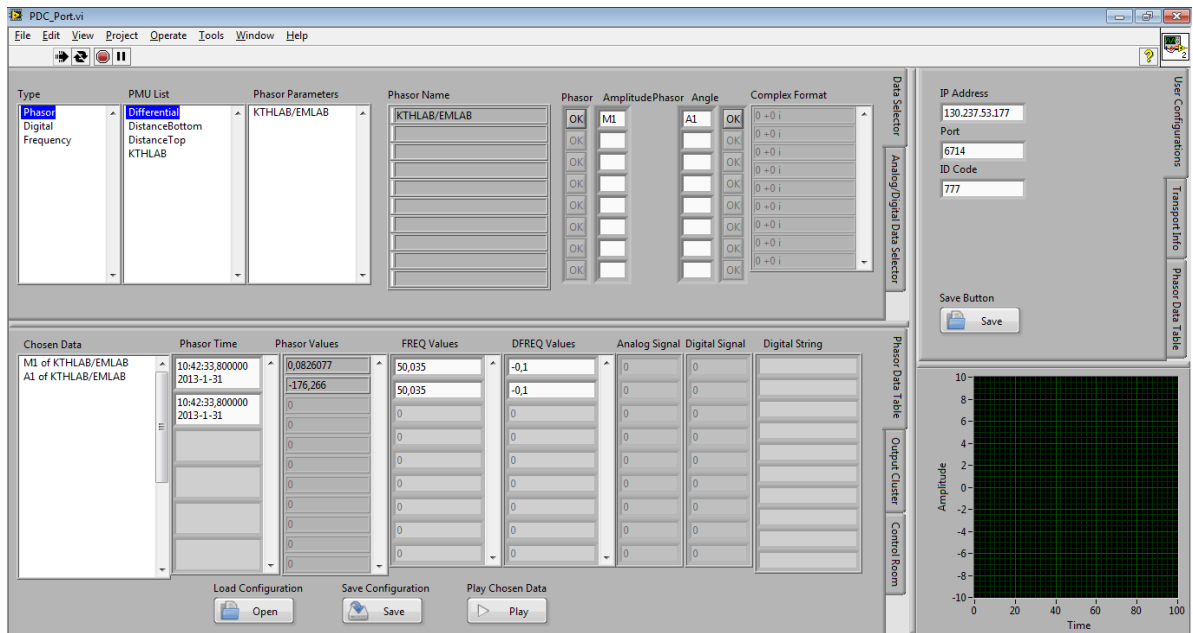 PDC_Port.vi
File Edit View Project Operate Tools Window Help
2
Type
Phasor
Digital
Frequency
PMU List
Differential
DistanceBottom
DistanceTop
KTHLAB
Phasor Parameters
KTHLAB/EMLAB
Phasor Name
KTHLAB/EMLAB
Phasor Amplitude
OK M1
OK
OK
OK
OK
OK
OK
OK
Phasor Angle
A1 OK
OK
OK
OK
OK
OK
OK
OK
Complex Format
0 +0 i
0 +0 i
0 +0 i
0 +0 i
0 +0 i
0 +0 i
0 +0 i
0 +0 i
0 +0 i
Data Selector
Analog/Digital Data Selector
IP Address
130.237.53.177
Port
6714
ID Code
777
Save Button
Save
User Configurations
Transport Info
Phasor Data Table
Chosen Data
M1 of KTHLAB/EMLAB
A1 of KTHLAB/EMLAB
Phasor Time
10:42:33,800000
2013-1-31
10:42:33,800000
2013-1-31
Phasor Values
0,0826077
-176,266
0
0
0
0
0
0
0
0
0
FREQ Values
50,035
50,035
0
0
0
0
0
0
0
DFREQ Values
-0,1
-0,1
0
0
0
0
0
0
0
Analog Signal
0
0
0
0
0
0
0
0
0
Digital Signal
0
0
0
0
0
0
0
0
0
Digital String
Phasor Data Table
Output Cluster
Control Room
Load Configuration
Open
Save Configuration
Save
Play Chosen Data
Play
Amplitude
10
8
6
4
2
0
-2
-4
-6
-8
-10
0 20 40 60 80 100
Time